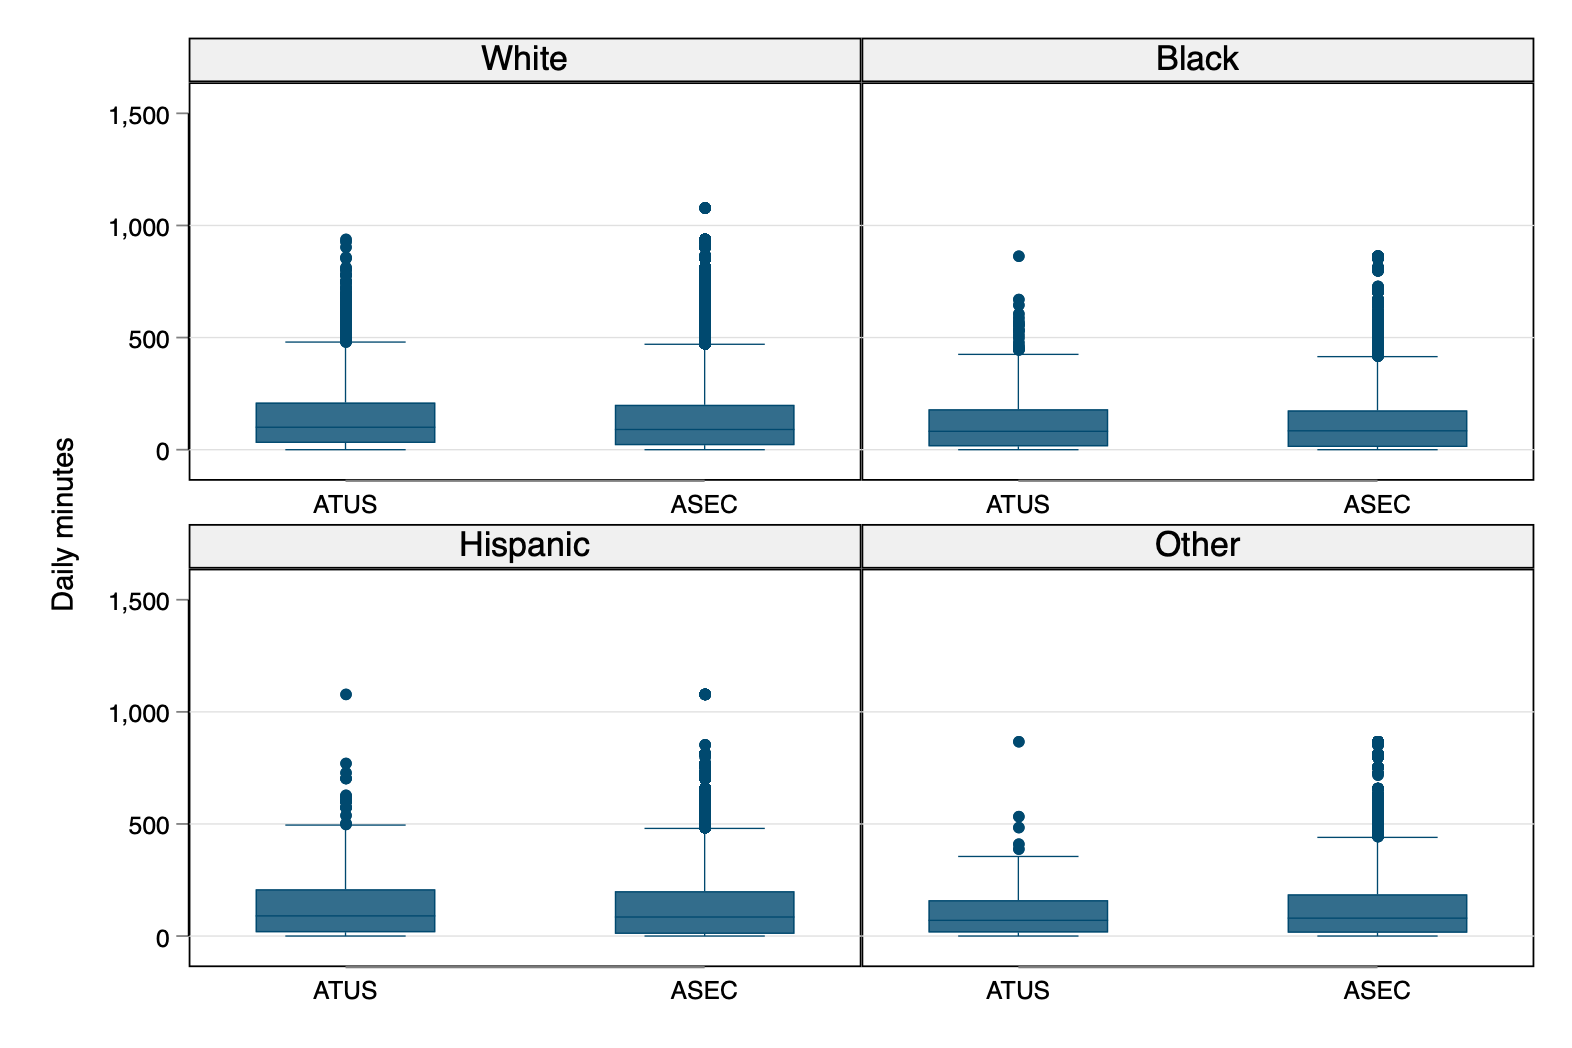 White
Black
1,500
1,000
500
0
ATUS
ASEC
ATUS
ASEC
Daily minutes
Hispanic
Other
1,500
1,000
500
0
ATUS
ASEC
ATUS
ASEC